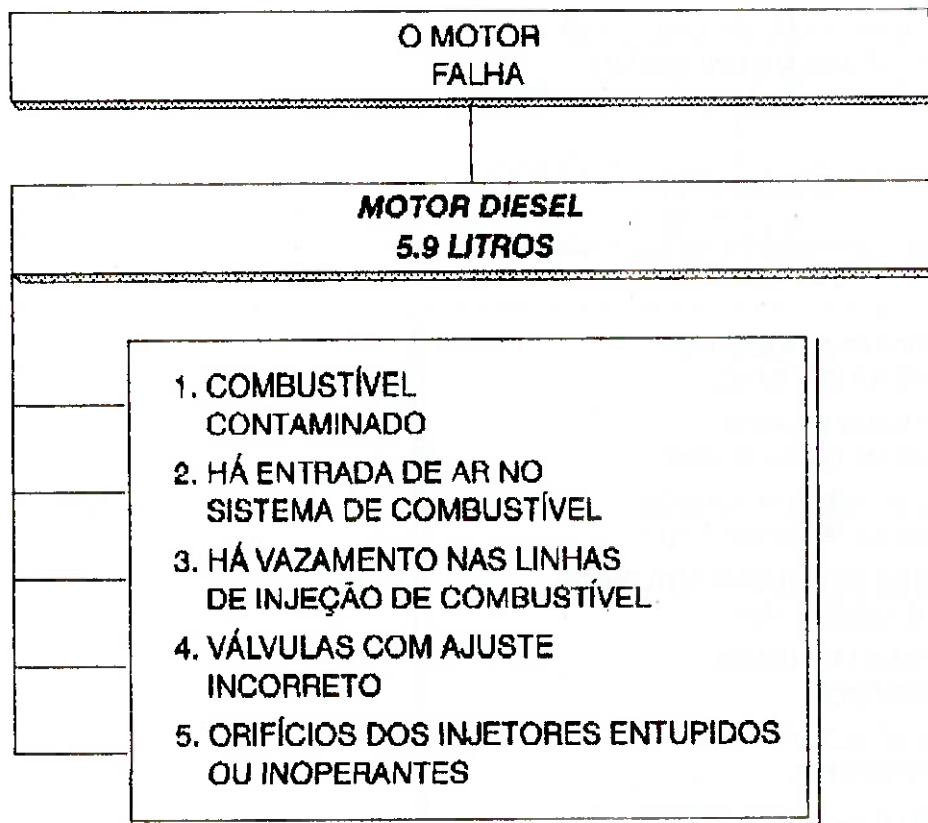 O MOTOR
FALHA
MOTOR DIESEL
5.9 LITROS
1. COMBUSTÍVEL
CONTAMINADO
2. HÁ ENTRADA DE AR NO
SISTEMA DE COMBUSTÍVEL
3. HÁ VAZAMENTO NAS LINHAS
DE INJEÇÃO DE COMBUSTÍVEL
4. VÁLVULAS COM AJUSTE
INCORRETO
5. ORIFÍCIOS DOS INJETORES ENTUPIDOS
OU INOPERANTES